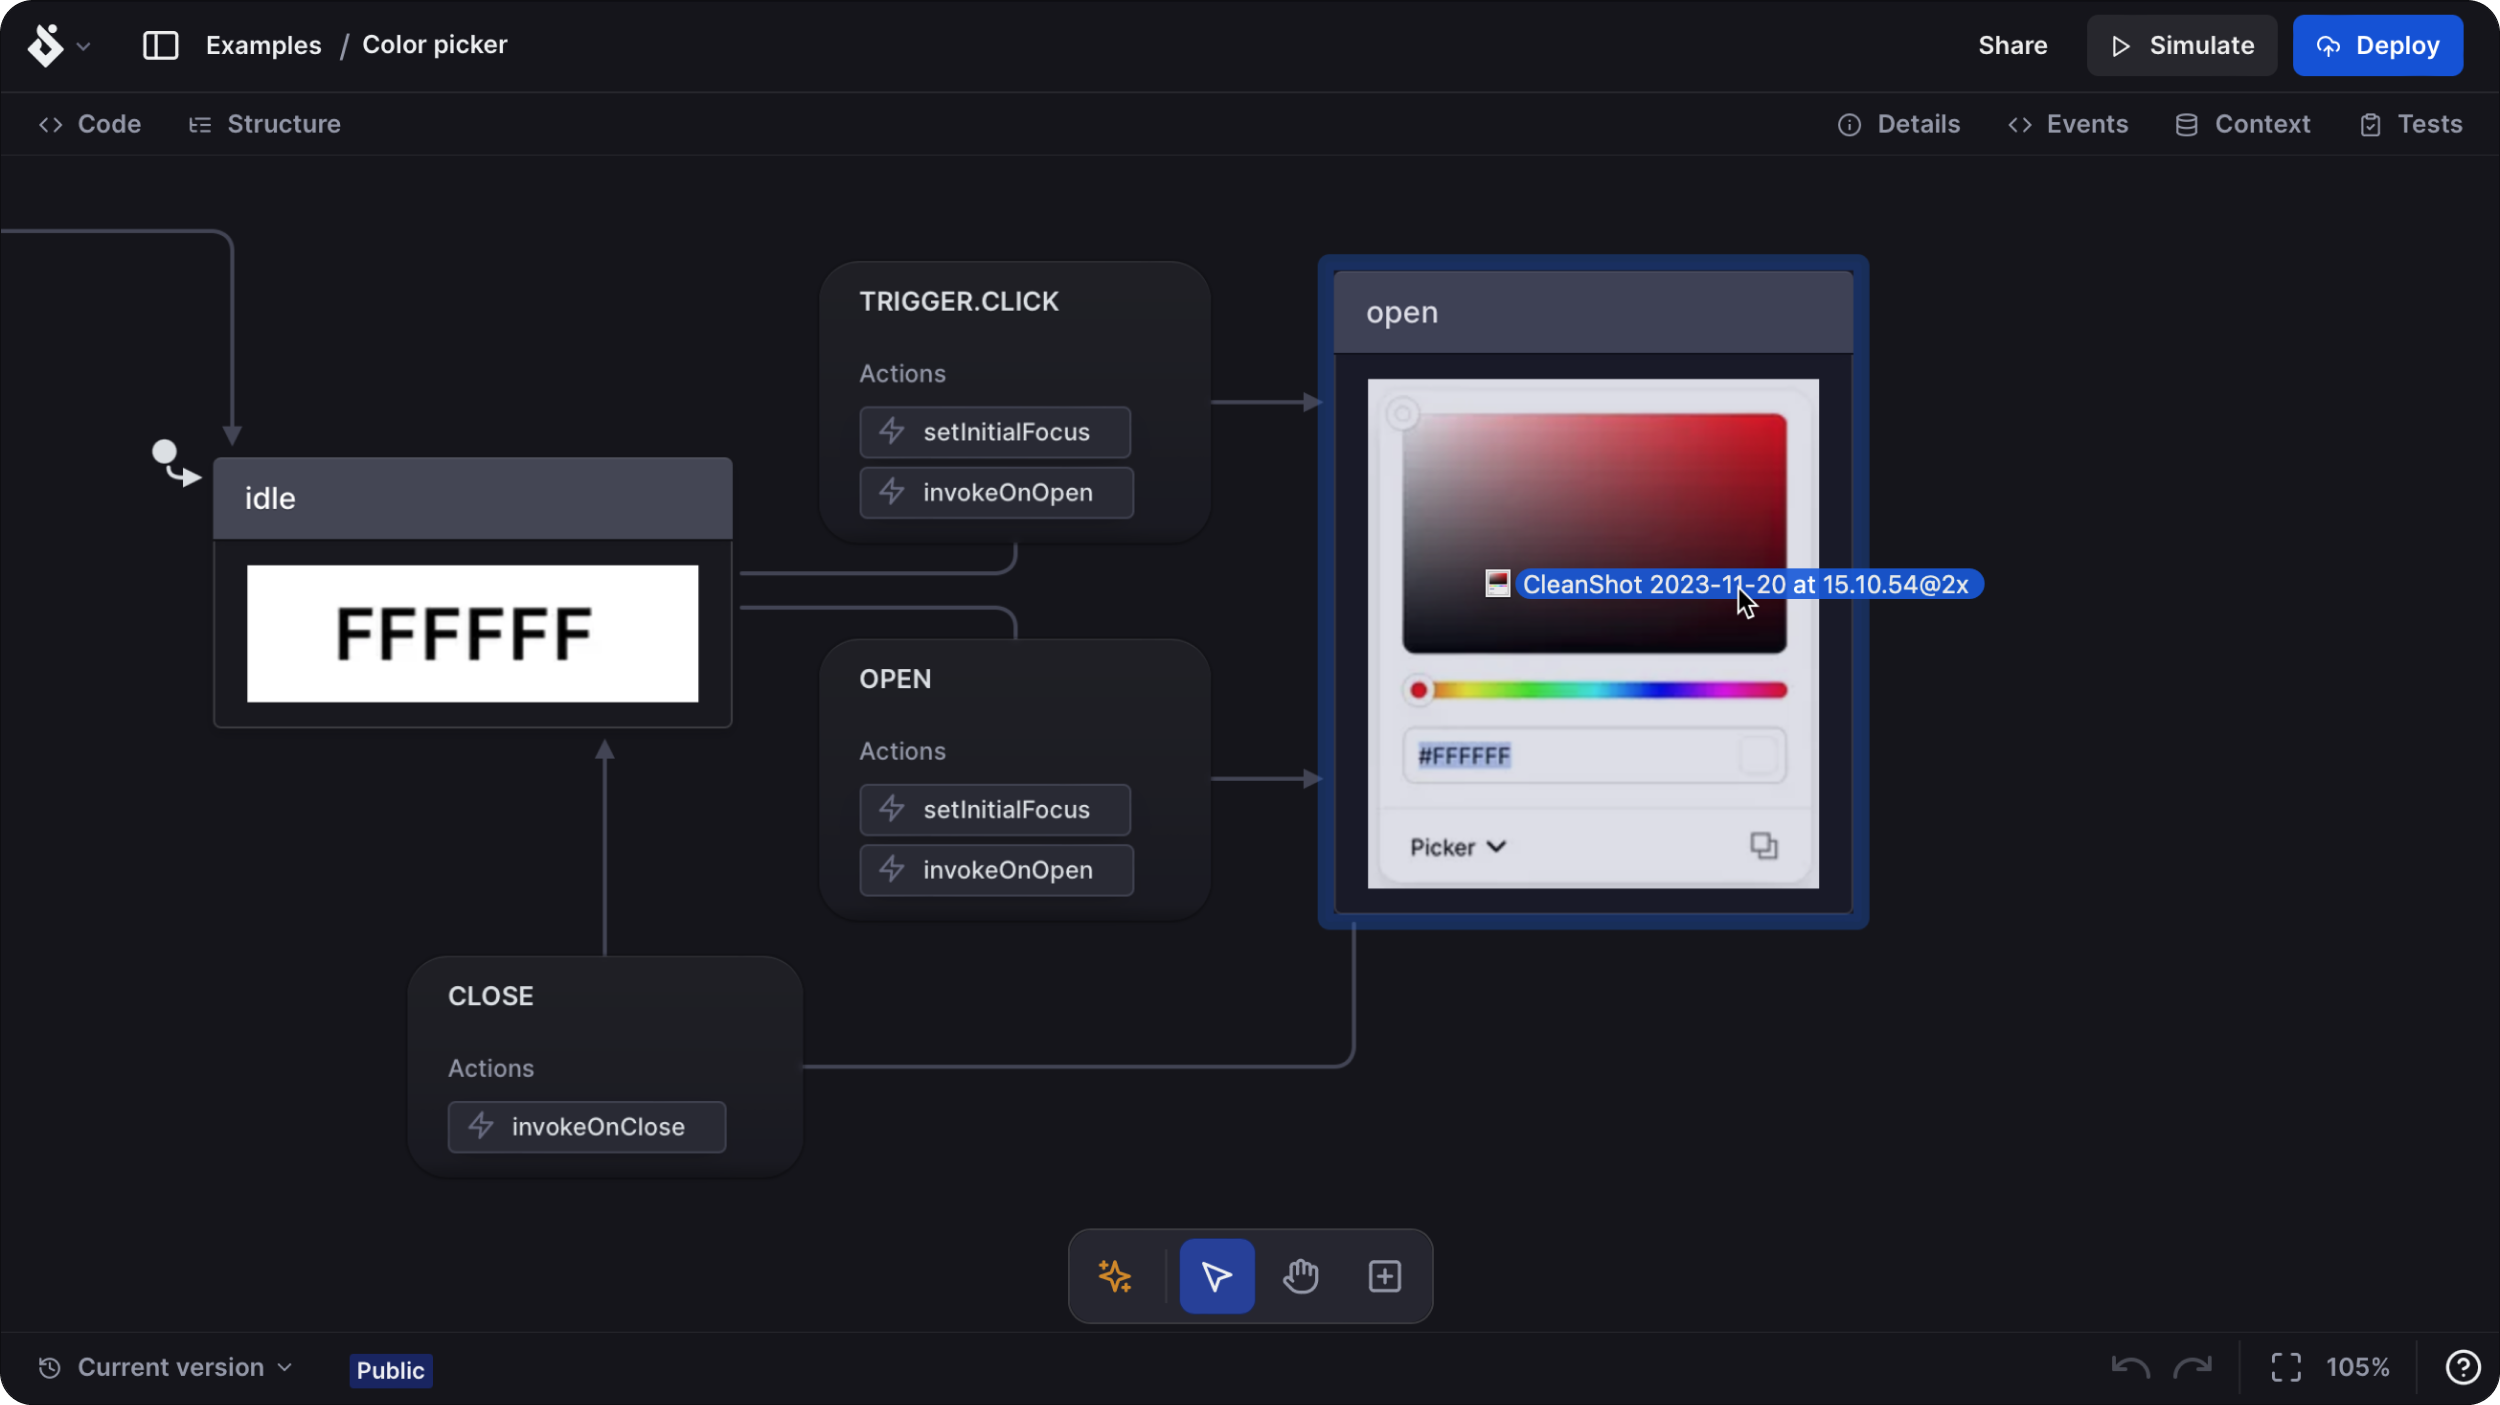 Examples / Color picker
Share
Simulate
Deploy
Code
Structure
Details
Events
Context
Tests
TRIGGER.CLICK
Actions
setInitialFocus
invokeOnOpen
open
CleanShot 2023-11-20 at 15.10.54@2x
#FFFFFF
Picker
idle
FFFFFF
OPEN
Actions
setInitialFocus
invokeOnOpen
CLOSE
Actions
invokeOnClose
Current version
Public
105%